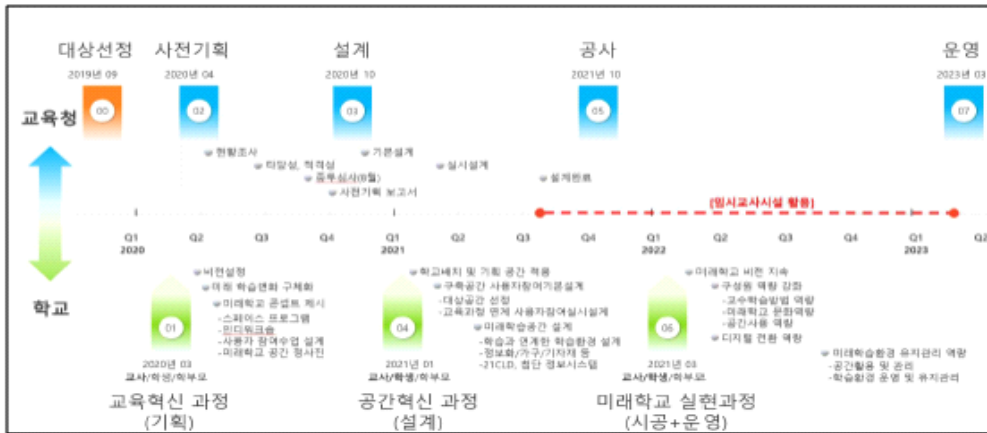 대상선정
사전기획
설계
공사
운영
2019년 09
2020년 04
2020년 10
2021년 10
2023년 03
00
02
03
05
07
교육청
현황조사
타당성, 적격성
중투심사(8월)
사전기획 보고서
기본설계
실시설계
설계완료
[임시교사시설 활용]
Q1 Q2 Q3 Q4 Q1 Q2 Q3 Q1 Q2 Q3 Q4 Q1 Q2
2020 2021 2022 2023
학교
비전설정
미래 학습변화 구체화
미래학교 콘셉트 제시
-스페이스 프로그램
-인디워크숍
-사용자 참여수업 설계
-미래학교 공간 청사진
01
2020년 03
교사/학생/학부모
교육혁신 과정
(기획)
학교배치 및 기획 공간 적용
구축공간 사용자참여기본설계
-대상공간 선정
-교육과정 연계 사용자참여실시설계
미래학습공간 설계
-학습과 연계한 학습환경 설계
-정보화/가구/기자재 등
-21CLD, 첨단 정보시스템
04
2021년 01
교사/학생/학부모
공간혁신 과정
(설계)
미래학교 비전 지속
구성원 역량 강화
-교수학습방법 역량
-미래학교 문화역량
-공간사용 역량
디지털 전환 역량
06
2021년 03
교사/학생/학부모
미래학교 실현과정
(시공+운영)
미래학습환경 유지관리 역량
-공간활용 및 관리
-학습환경 운영 및 유지관리